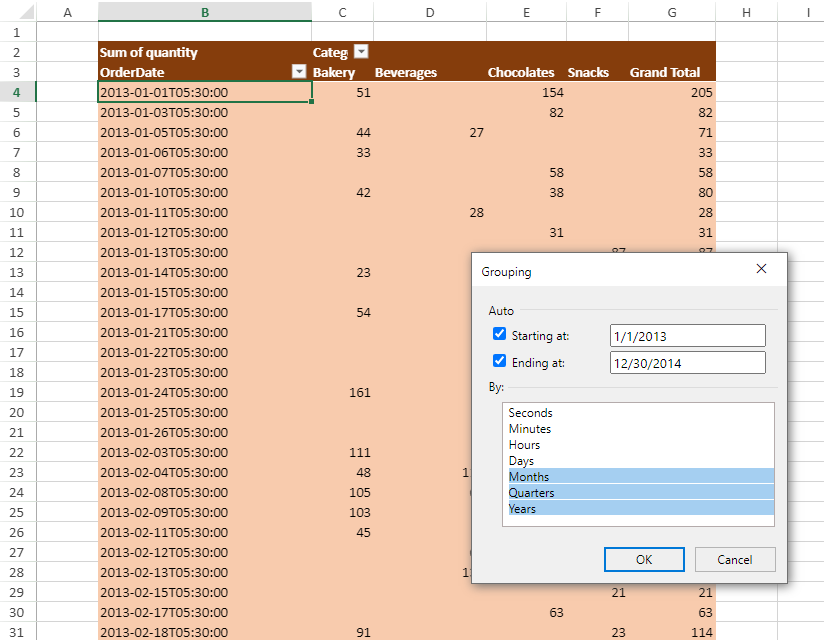 A B C D E F G H I
1
2 Sum of quantity Categ
3 OrderDate Bakery Beverages Chocolates Snacks Grand Total
4 2013-01-01T05:30:00 51 154 205
5 2013-01-03T05:30:00 82 82
6 2013-01-05T05:30:00 44 27 71
7 2013-01-06T05:30:00 33 33
8 2013-01-07T05:30:00 58 58
9 2013-01-10T05:30:00 42 38 80
10 2013-01-11T05:30:00 28 28
11 2013-01-12T05:30:00 31 31
12 2013-01-13T05:30:00 87 87
13 2013-01-14T05:30:00 23
14 2013-01-15T05:30:00
15 2013-01-17T05:30:00 54
16 2013-01-21T05:30:00
17 2013-01-22T05:30:00
18 2013-01-23T05:30:00
19 2013-01-24T05:30:00 161
20 2013-01-25T05:30:00
21 2013-01-26T05:30:00
22 2013-02-03T05:30:00 111
23 2013-02-04T05:30:00 48
24 2013-02-08T05:30:00 105
25 2013-02-09T05:30:00 103
26 2013-02-11T05:30:00 45
27 2013-02-12T05:30:00
28 2013-02-13T05:30:00
29 2013-02-15T05:30:00 21 21
30 2013-02-17T05:30:00 63 63
31 2013-02-18T05:30:00 91 23 114
Grouping
Auto
Starting at: 1/1/2013
Ending at: 12/30/2014
By:
Seconds
Minutes
Hours
Days
Months
Quarters
Years
OK Cancel